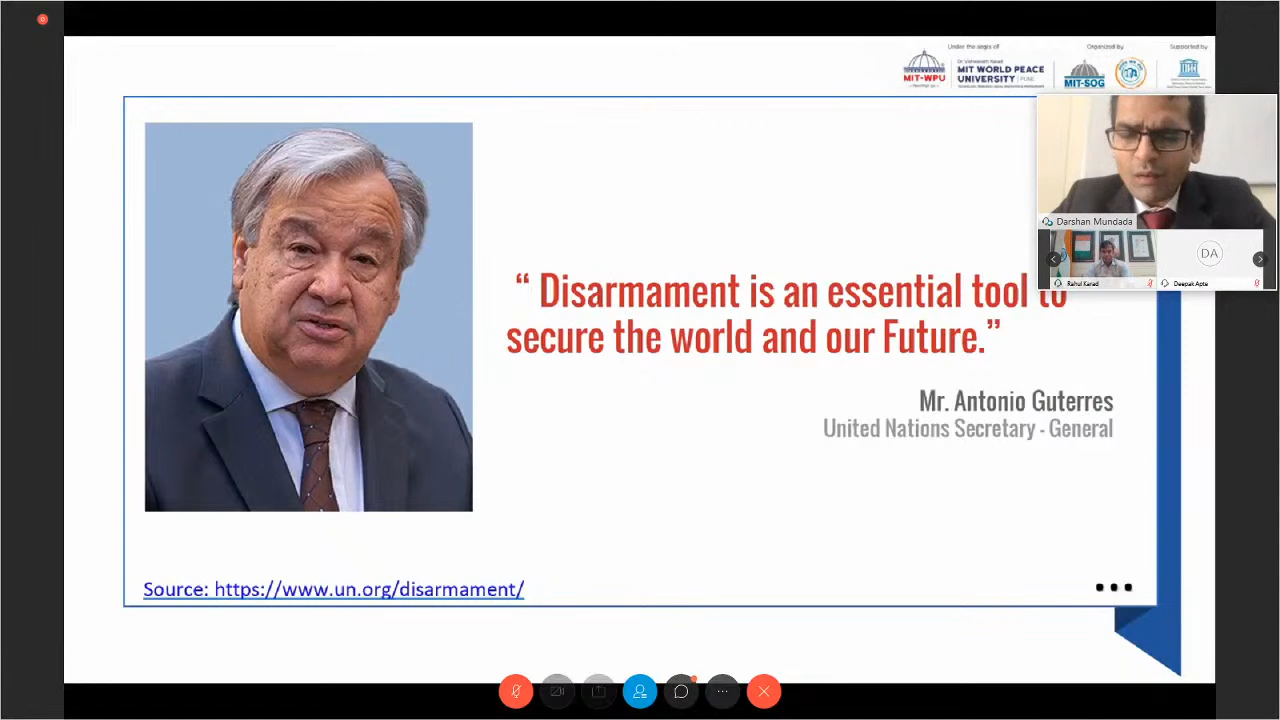 Under the aegis of
Organized by
Supported by
MIT-WPU
Dr. Vishwanath Karad
MIT WORLD PEACE
UNIVERSITY | PUNE
MIT-SOG
Darshan Mundada
DA
Rahul Karad
Deepak Apte
“ Disarmament is an essential tool to
secure the world and our Future.”
Mr. Antonio Guterres
United Nations Secretary - General
Source: https://www.un.org/disarmament/